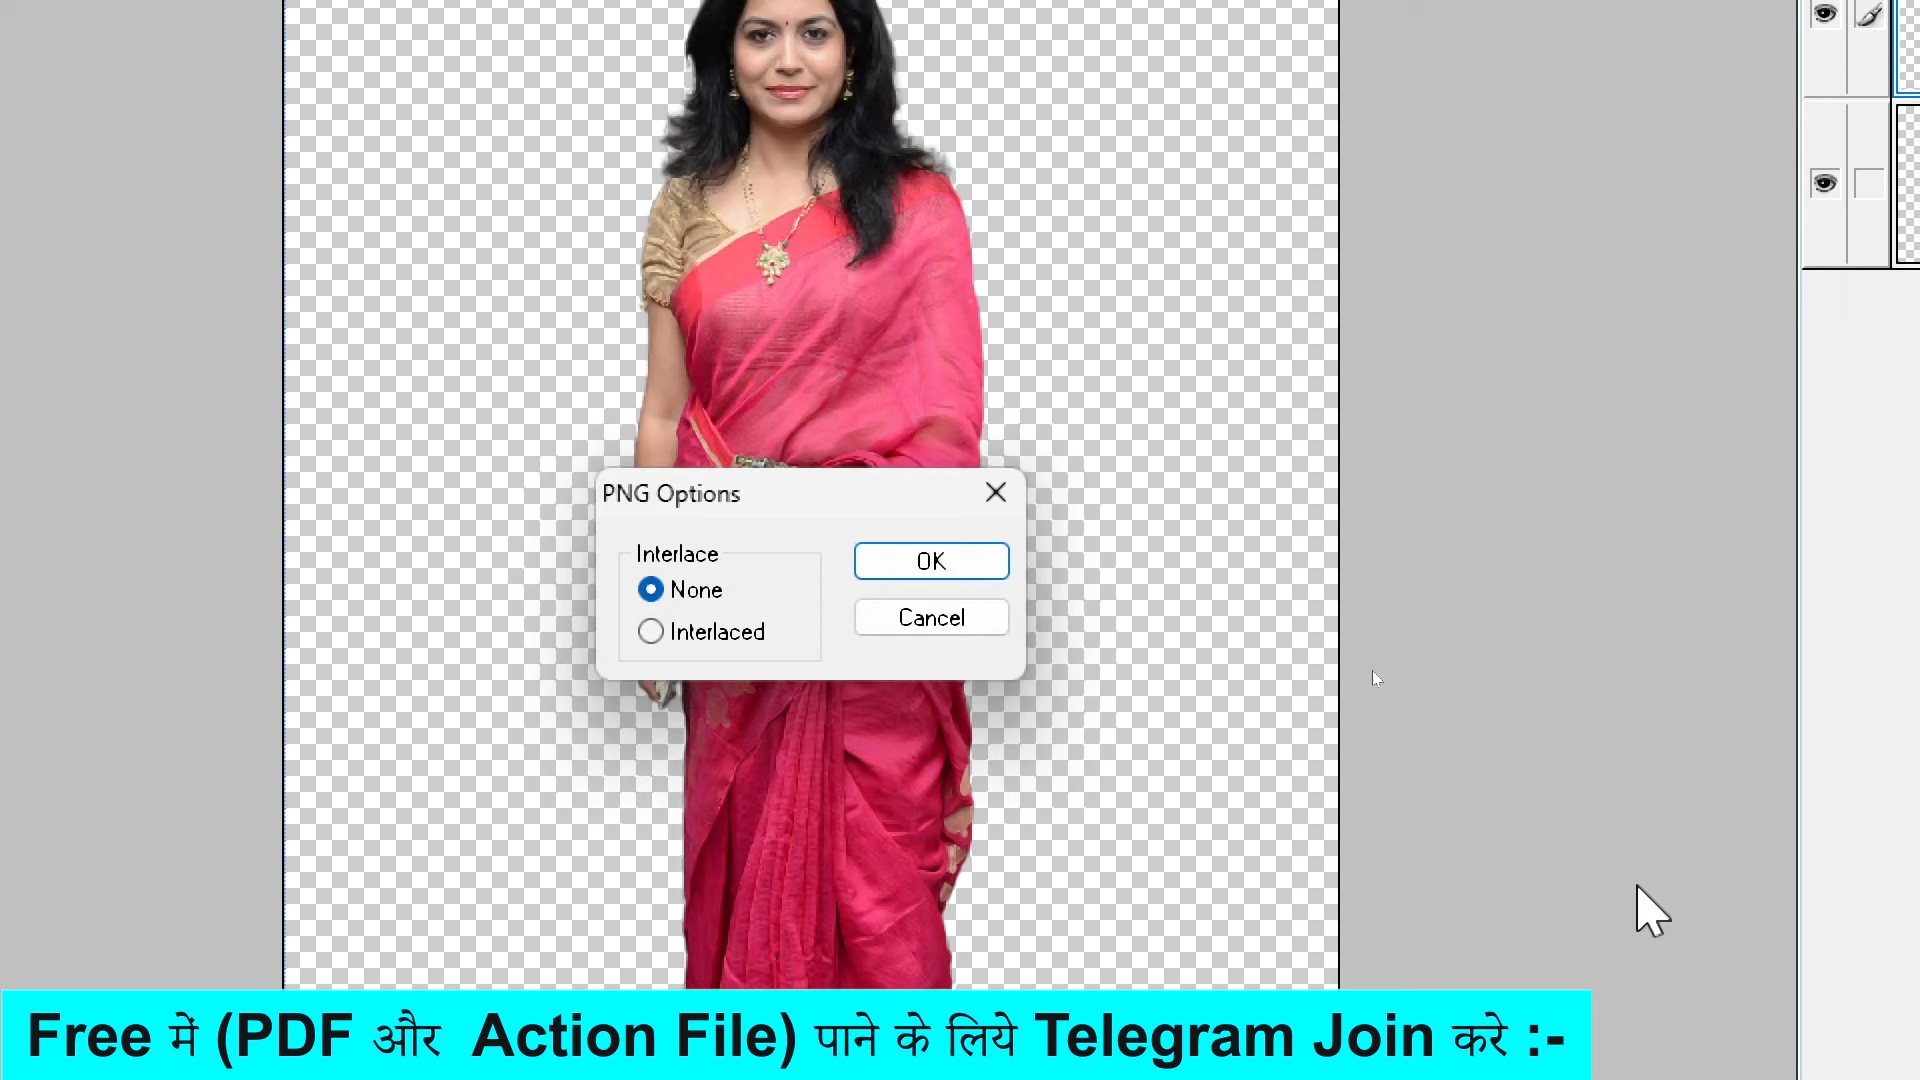 PNG Options
Interlace
None
Interlaced
OK
Cancel
Free में (PDF और Action File) पाने के लिये Telegram Join करे :-